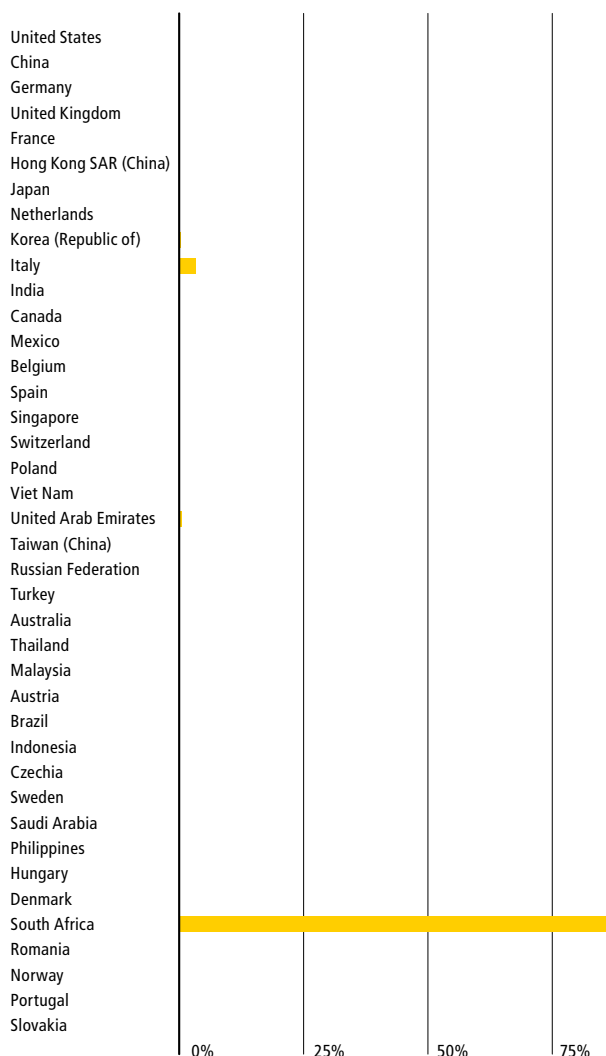 United States
China
Germany
United Kingdom
France
Hong Kong SAR (China)
Japan
Netherlands
Korea (Republic of)
Italy
India
Canada
Mexico
Belgium
Spain
Singapore
Switzerland
Poland
Viet Nam
United Arab Emirates
Taiwan (China)
Russian Federation
Turkey
Australia
Thailand
Malaysia
Austria
Brazil
Indonesia
Czechia
Sweden
Saudi Arabia
Philippines
Hungary
Denmark
South Africa
Romania
Norway
Portugal
Slovakia
0% 25% 50% 75%